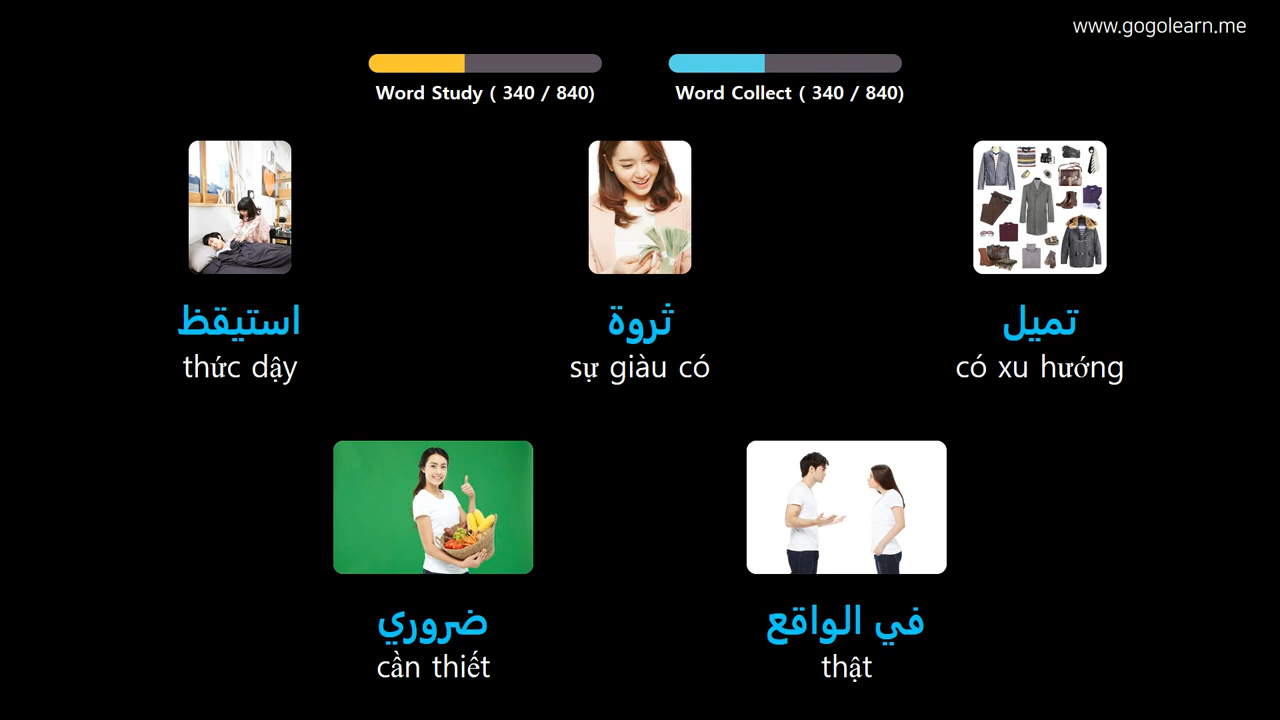 www.gogolearn.me
Word Study ( 340 / 840)
Word Collect ( 340 / 840)
استيقظ
thức dậy
ثروة
sự giàu có
تميل
có xu hướng
ضروري
cần thiết
في الواقع
thật